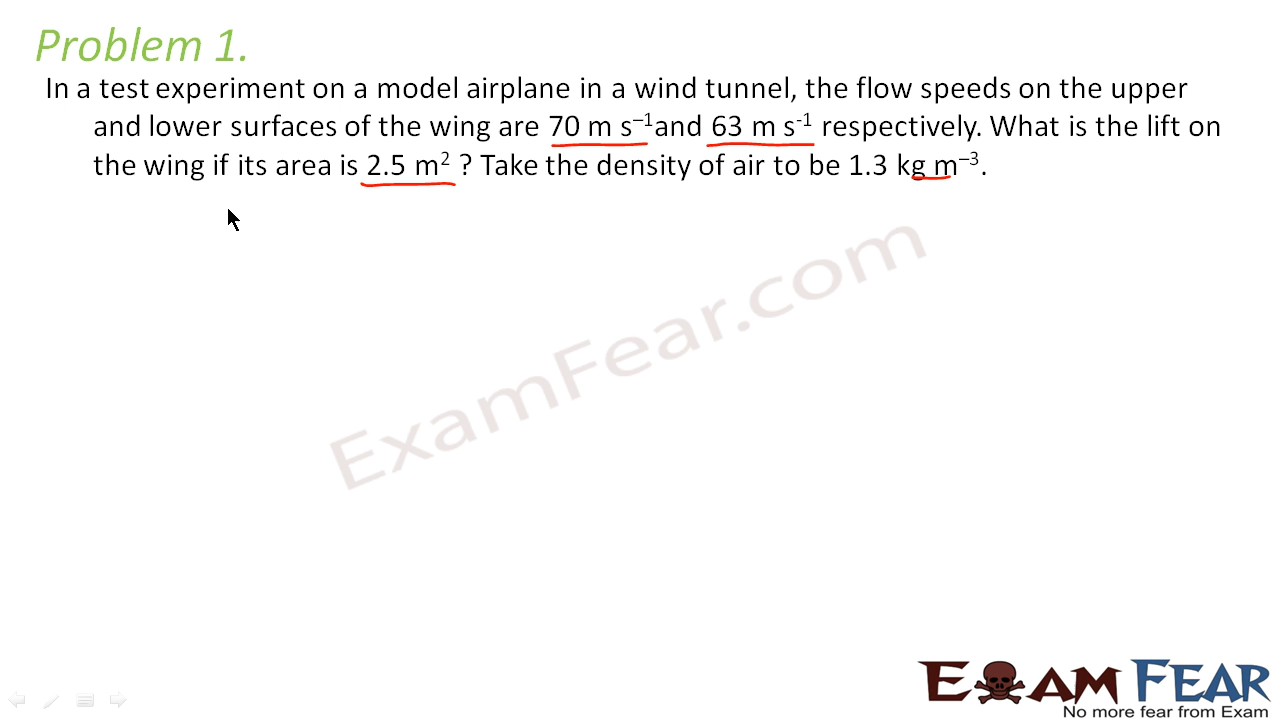 Problem 1.
In a test experiment on a model airplane in a wind tunnel, the flow speeds on the upper
and lower surfaces of the wing are 70 m s⁻¹and 63 m s⁻¹ respectively. What is the lift on
the wing if its area is 2.5 m² ? Take the density of air to be 1.3 kg m⁻³.
ExamFear.com
EXAM FEAR
No more fear from Exam